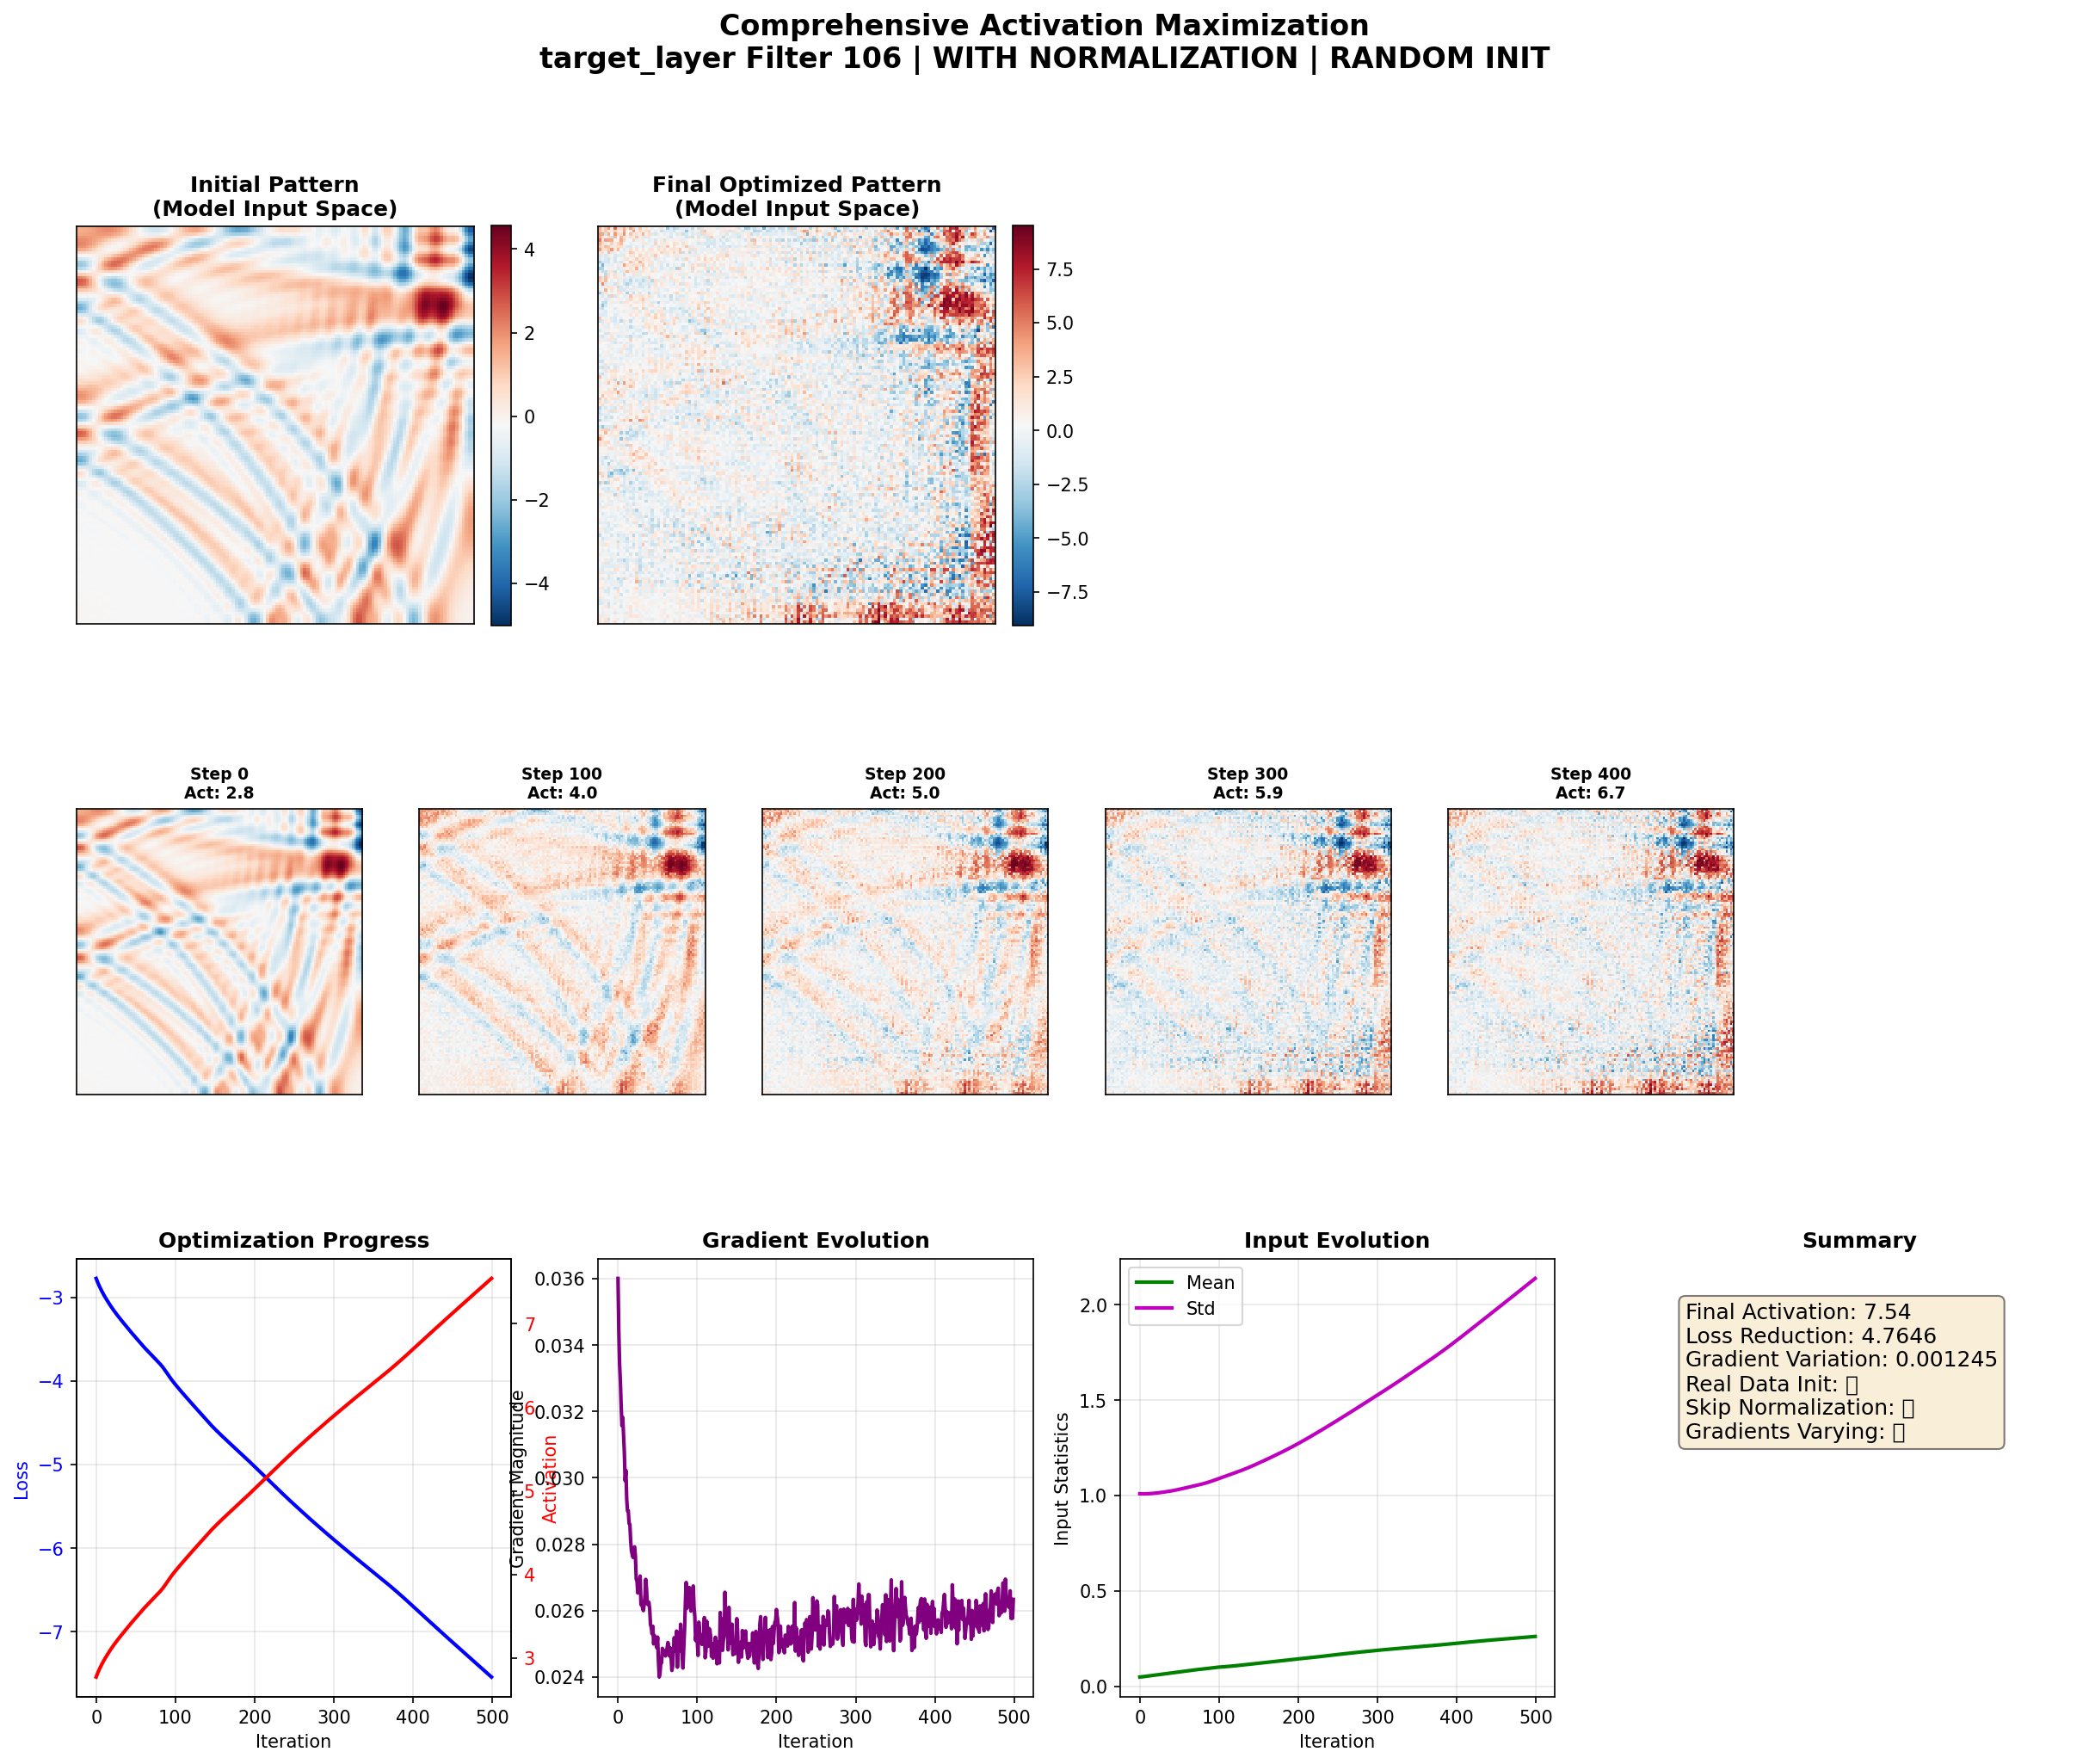 Comprehensive Activation Maximization
target_layer Filter 106 | WITH NORMALIZATION | RANDOM INIT
Initial Pattern
(Model Input Space)
4
2
0
−2
−4
Final Optimized Pattern
(Model Input Space)
7.5
5.0
2.5
0.0
−2.5
−5.0
−7.5
Step 0
Act: 2.8
Step 100
Act: 4.0
Step 200
Act: 5.0
Step 300
Act: 5.9
Step 400
Act: 6.7
Optimization Progress
Loss
−3
−4
−5
−6
−7
0 100 200 300 400 500
Iteration
7
6
5
4
3
Activation
Gradient Evolution
Gradient Magnitude
0.036
0.034
0.032
0.030
0.028
0.026
0.024
0 100 200 300 400 500
Iteration
Input Evolution
Input Statistics
2.0
1.5
1.0
0.5
0.0
Mean
Std
0 100 200 300 400 500
Iteration
Summary
Final Activation: 7.54
Loss Reduction: 4.7646
Gradient Variation: 0.001245
Real Data Init:
Skip Normalization:
Gradients Varying: